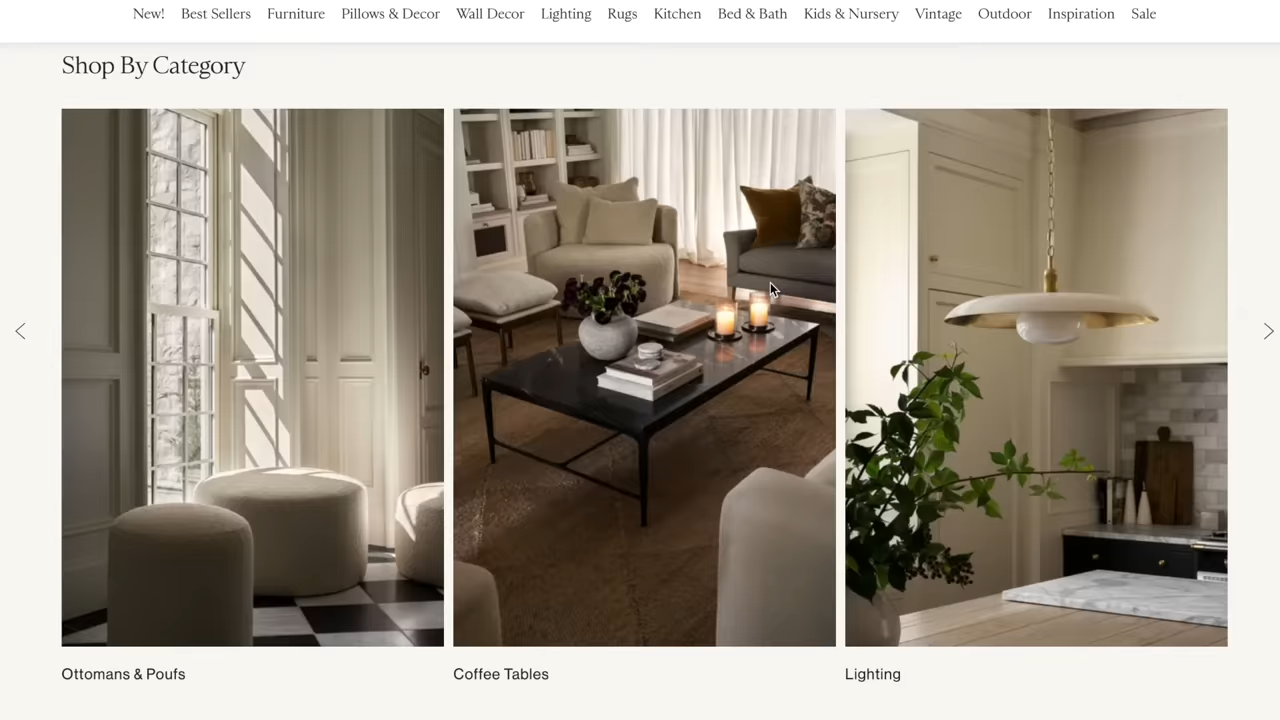 New! Best Sellers Furniture Pillows & Decor Wall Decor Lighting Rugs Kitchen Bed & Bath Kids & Nursery Vintage Outdoor Inspiration Sale
Shop By Category
Ottomans & Poufs
Coffee Tables
Lighting